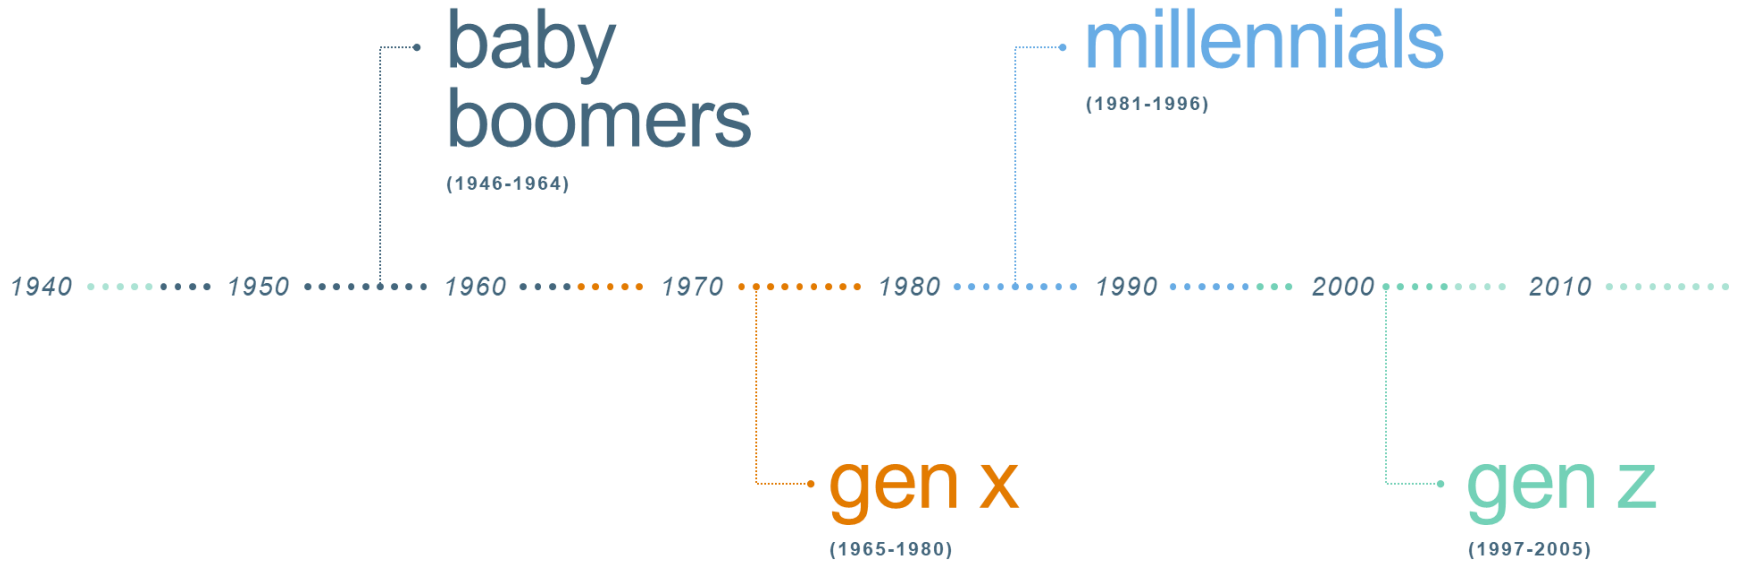 baby
boomers
(1946-1964)
millennials
(1981-1996)
1940 1950 1960 1970 1980 1990 2000 2010
gen x
(1965-1980)
gen z
(1997-2005)